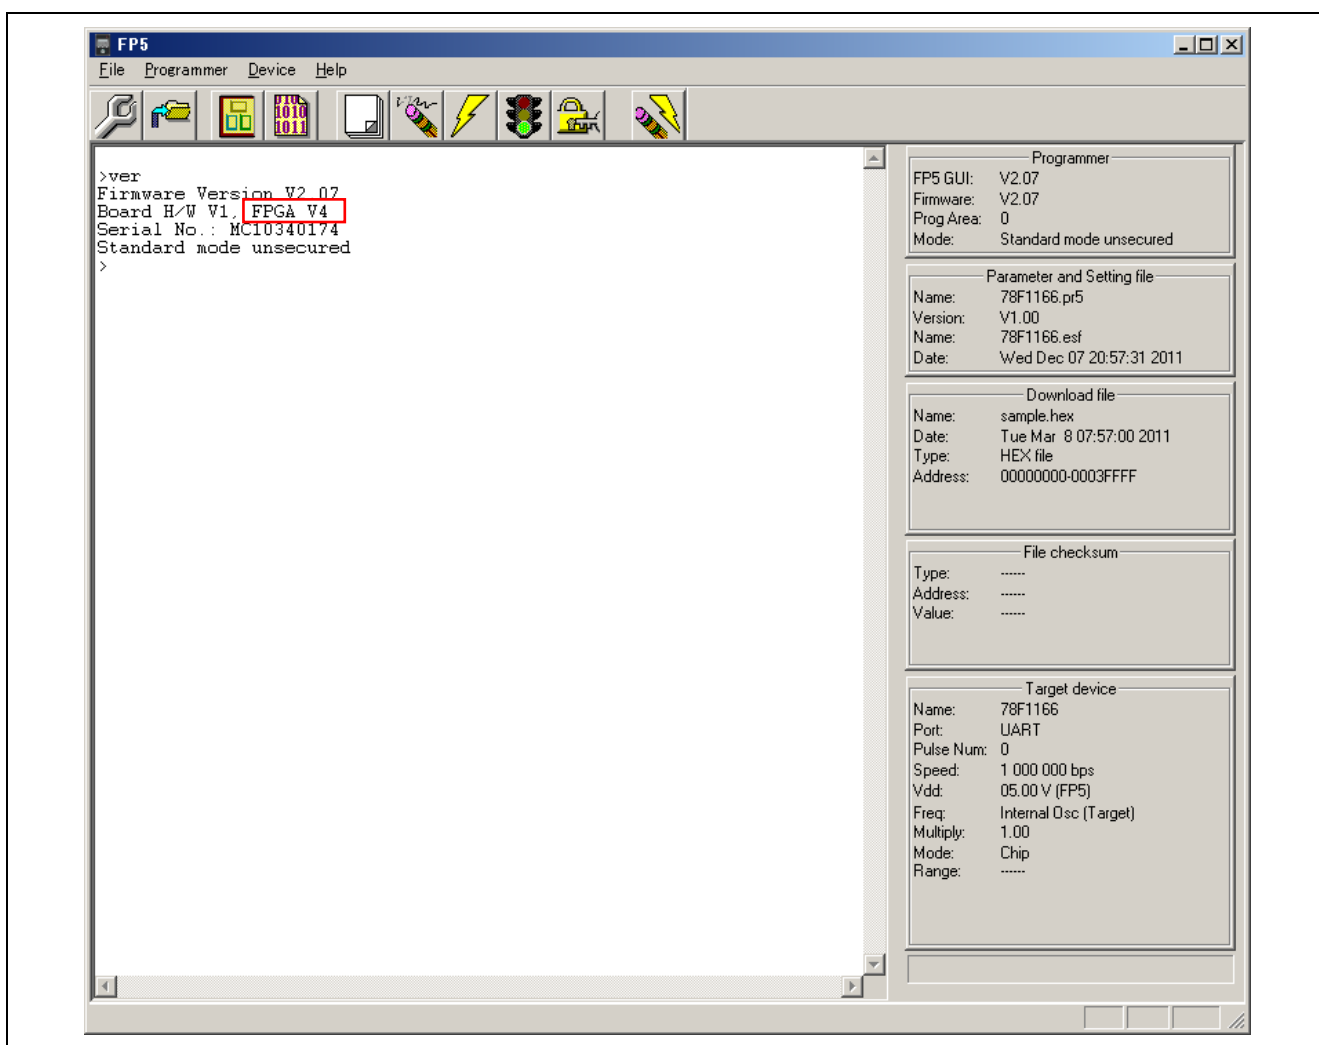 FP5
File Programmer Device Help
>ver
Firmware Version V2.07
Board H/W V1, FPGA V4
Serial No.: MC10340174
Standard mode unsecured
>
Programmer
FP5 GUI: V2.07
Firmware: V2.07
Prog Area: 0
Mode: Standard mode unsecured
Parameter and Setting file
Name: 78F1166.pr5
Version: V1.00
Name: 78F1166.esf
Date: Wed Dec 07 20:57:31 2011
Download file
Name: sample.hex
Date: Tue Mar 8 07:57:00 2011
Type: HEX file
Address: 00000000-0003FFFF
File checksum
Type: ------
Address: ------
Value: ------
Target device
Name: 78F1166
Port: UART
Pulse Num: 0
Speed: 1 000 000 bps
Vdd: 05.00 V (FP5)
Freq: Internal Osc (Target)
Multiply: 1.00
Mode: Chip
Range: ------